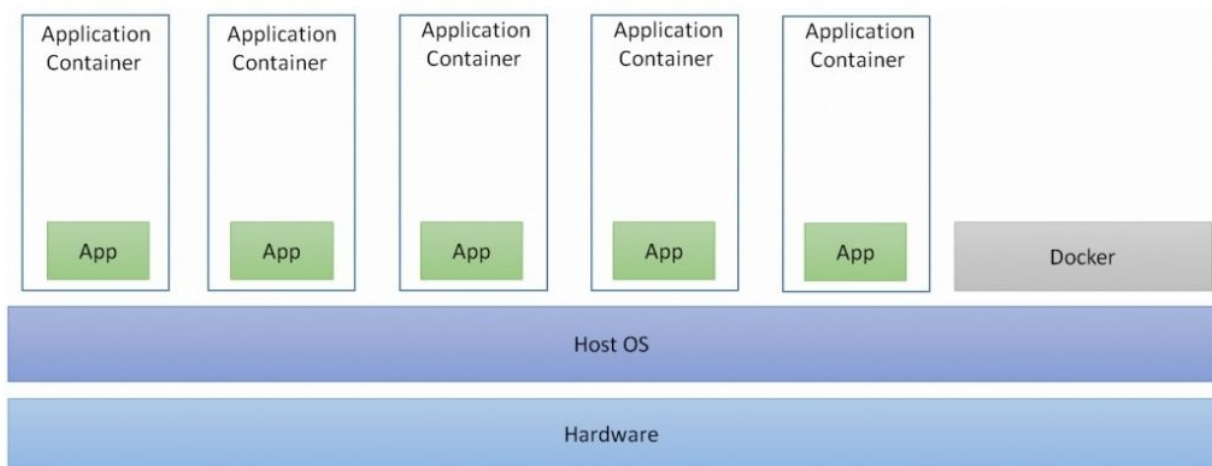 Application
Container
Application
Container
Application
Container
Application
Container
Application
Container
App
App
App
App
App
Docker
Host OS
Hardware